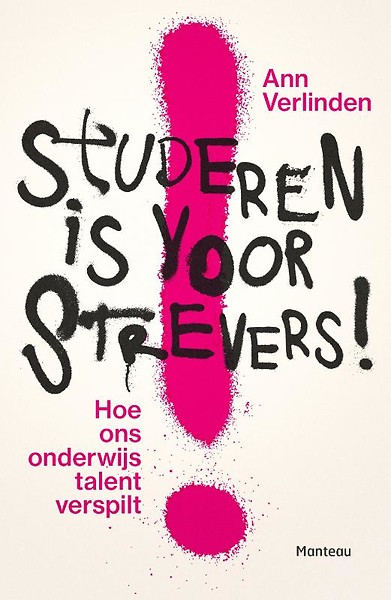 Ann
Verlinden
STUDEREN
iS VOOR
STREVERS!
Hoe
ons
onderwijs
talent
verspilt
Manteau